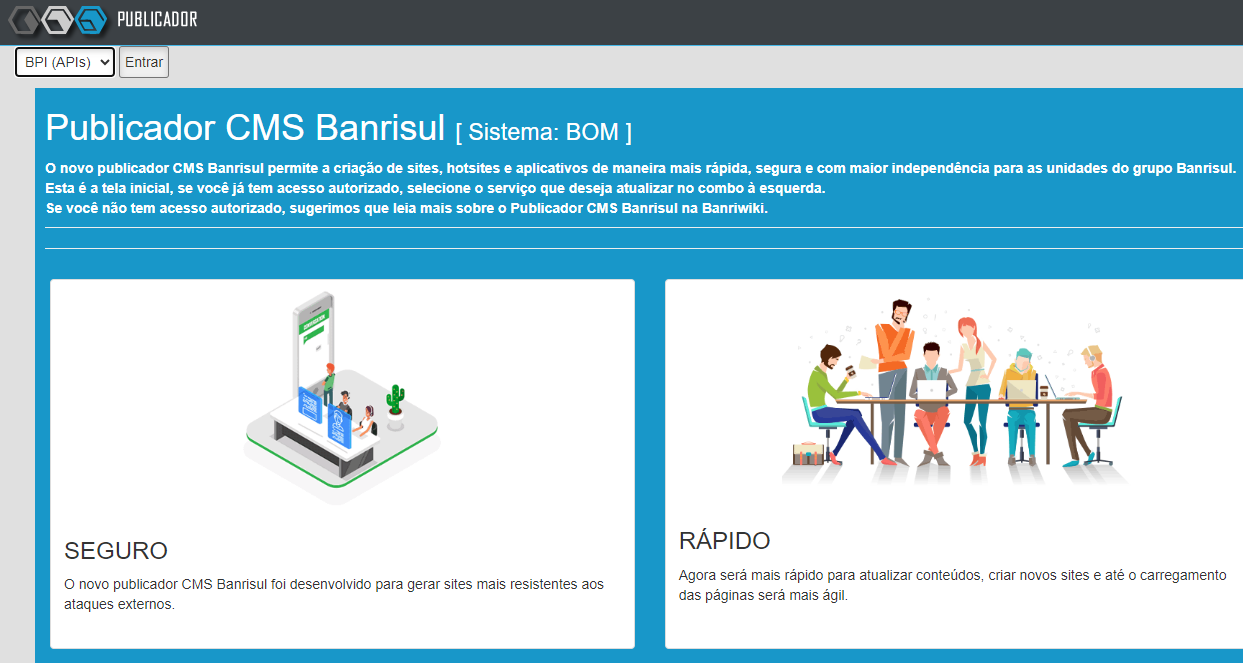 PUBLICADOR
BPI (APIs) Entrar
Publicador CMS Banrisul [ Sistema: BOM ]
O novo publicador CMS Banrisul permite a criação de sites, hotsites e aplicativos de maneira mais rápida, segura e com maior independência para as unidades do grupo Banrisul.
Esta é a tela inicial, se você já tem acesso autorizado, selecione o serviço que deseja atualizar no combo à esquerda.
Se você não tem acesso autorizado, sugerimos que leia mais sobre o Publicador CMS Banrisul na Banriwiki.
SEGURO
O novo publicador CMS Banrisul foi desenvolvido para gerar sites mais resistentes aos
ataques externos.
RÁPIDO
Agora será mais rápido para atualizar conteúdos, criar novos sites e até o carregamento
das páginas será mais ágil.